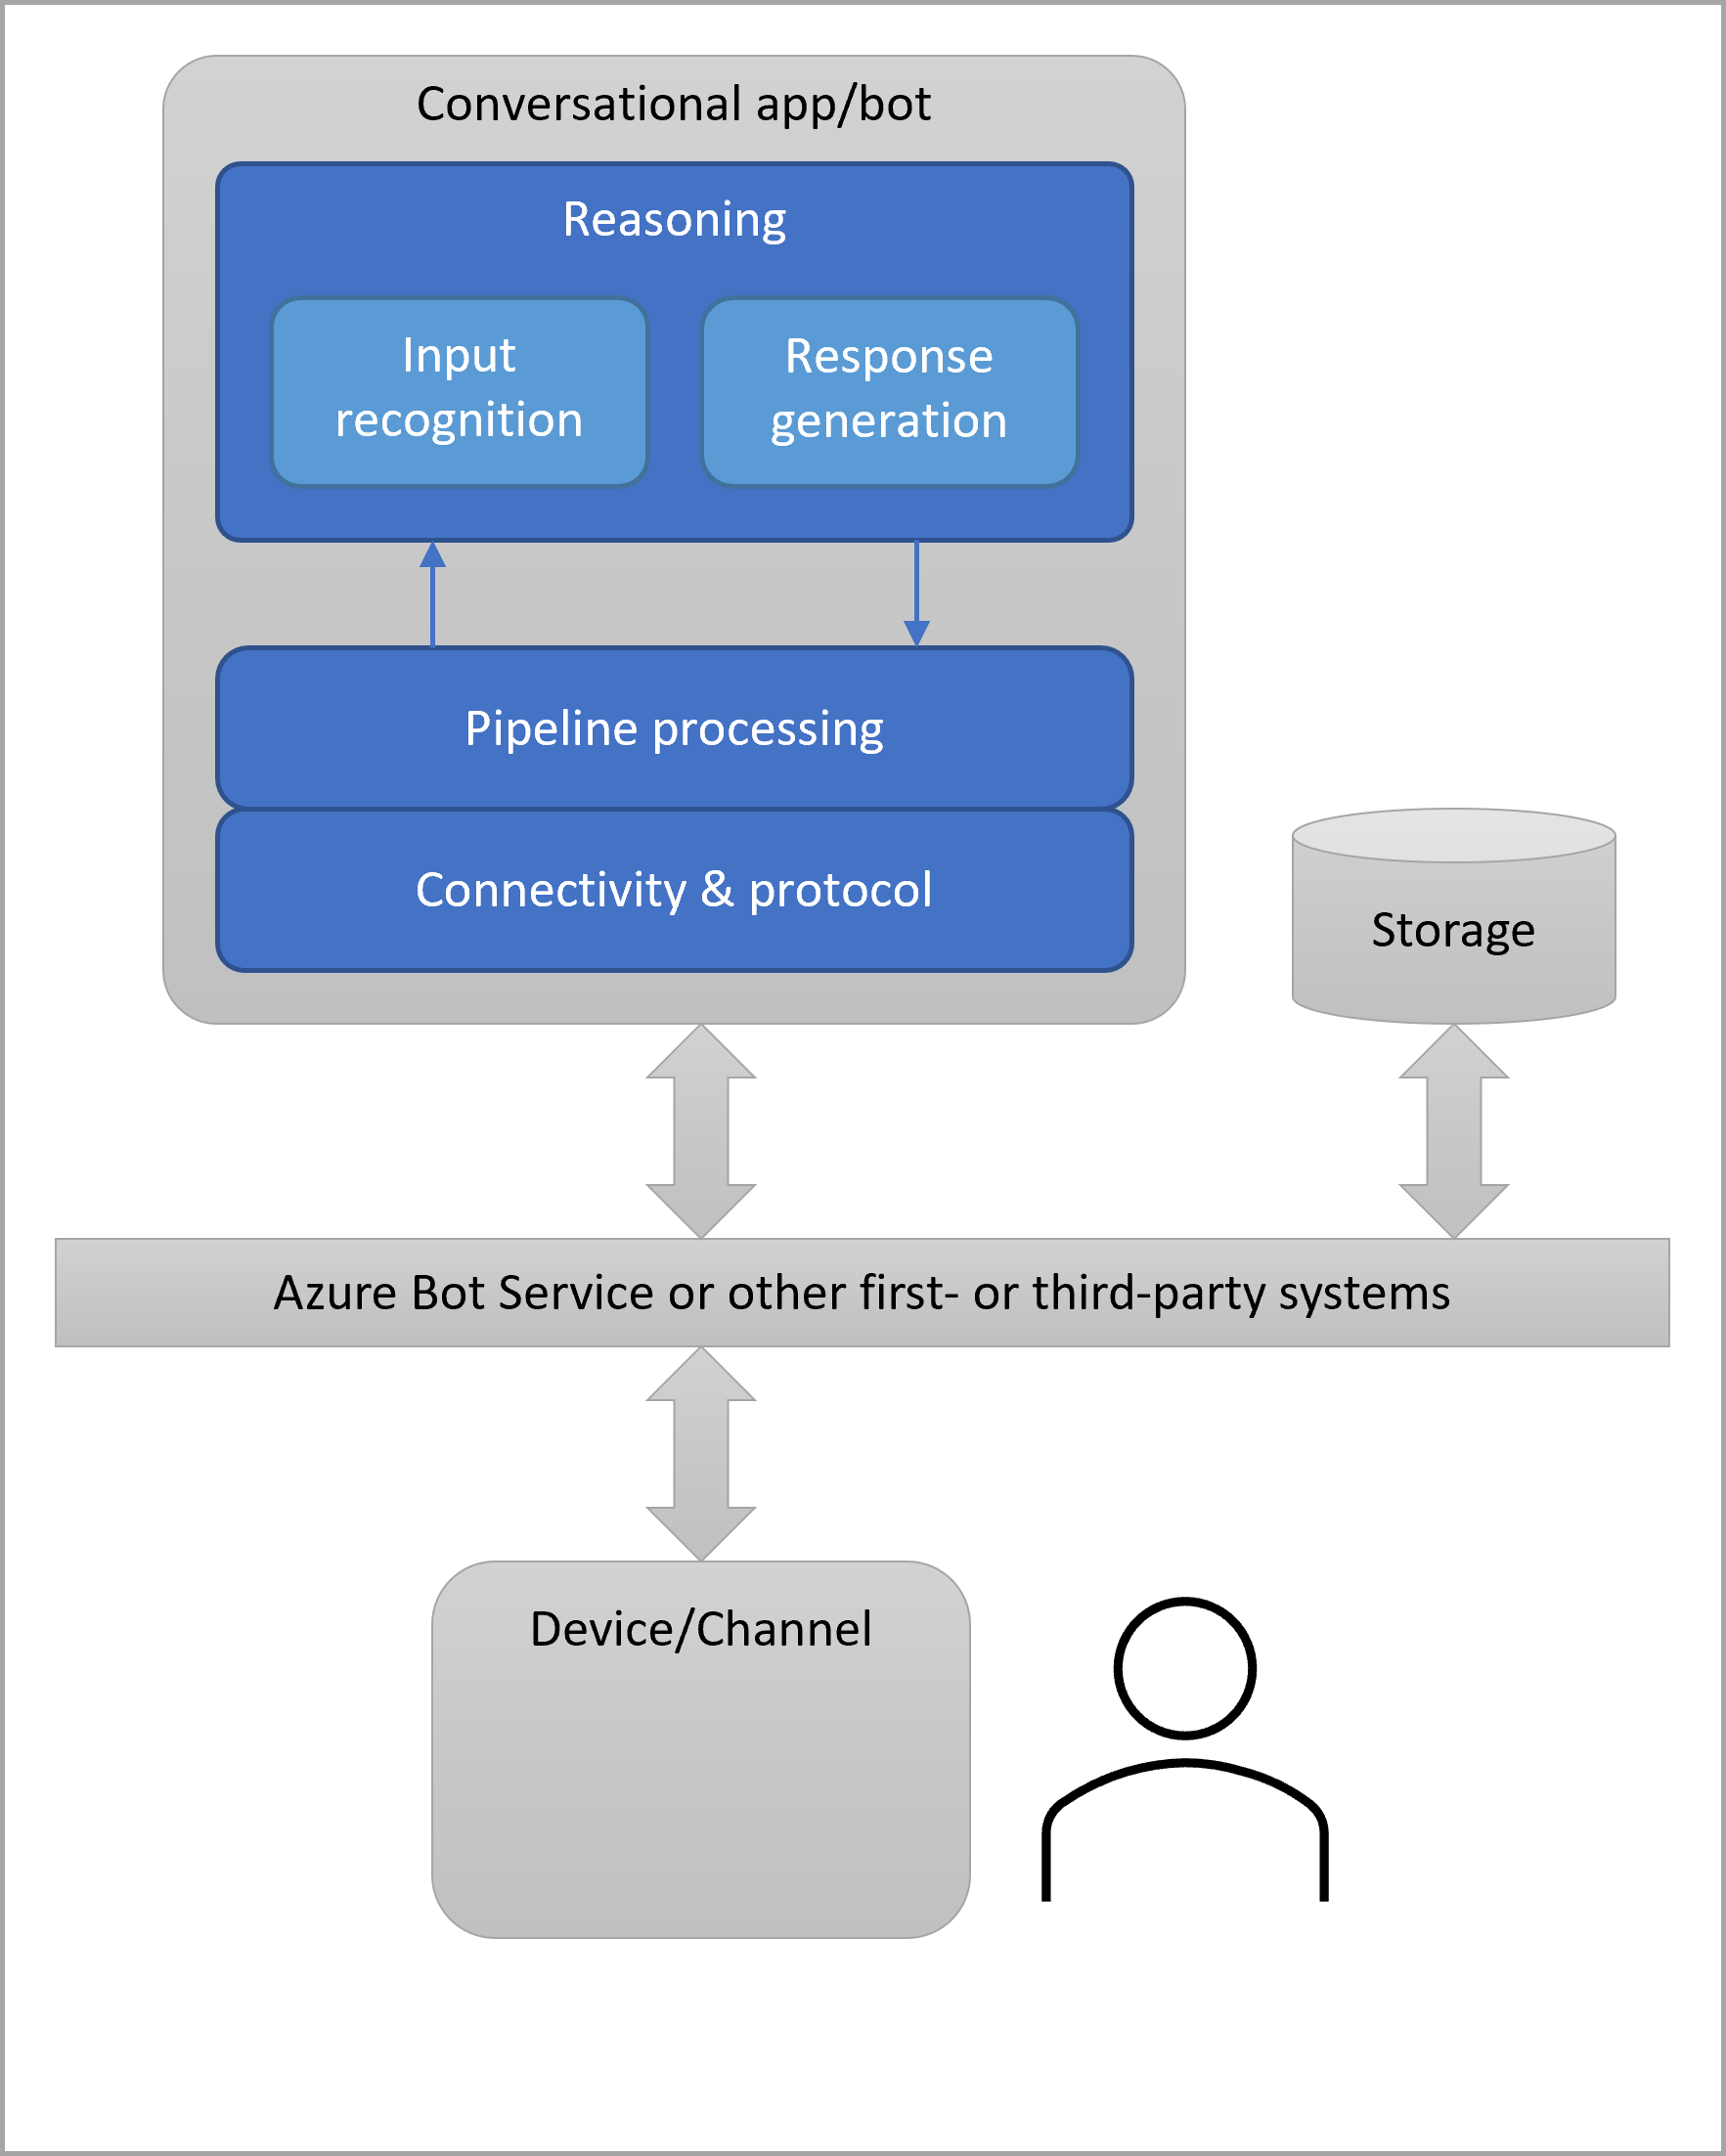 Conversational app/bot
Reasoning
Input
recognition
Response
generation
Pipeline processing
Connectivity & protocol
Storage
Azure Bot Service or other first- or third-party systems
Device/Channel